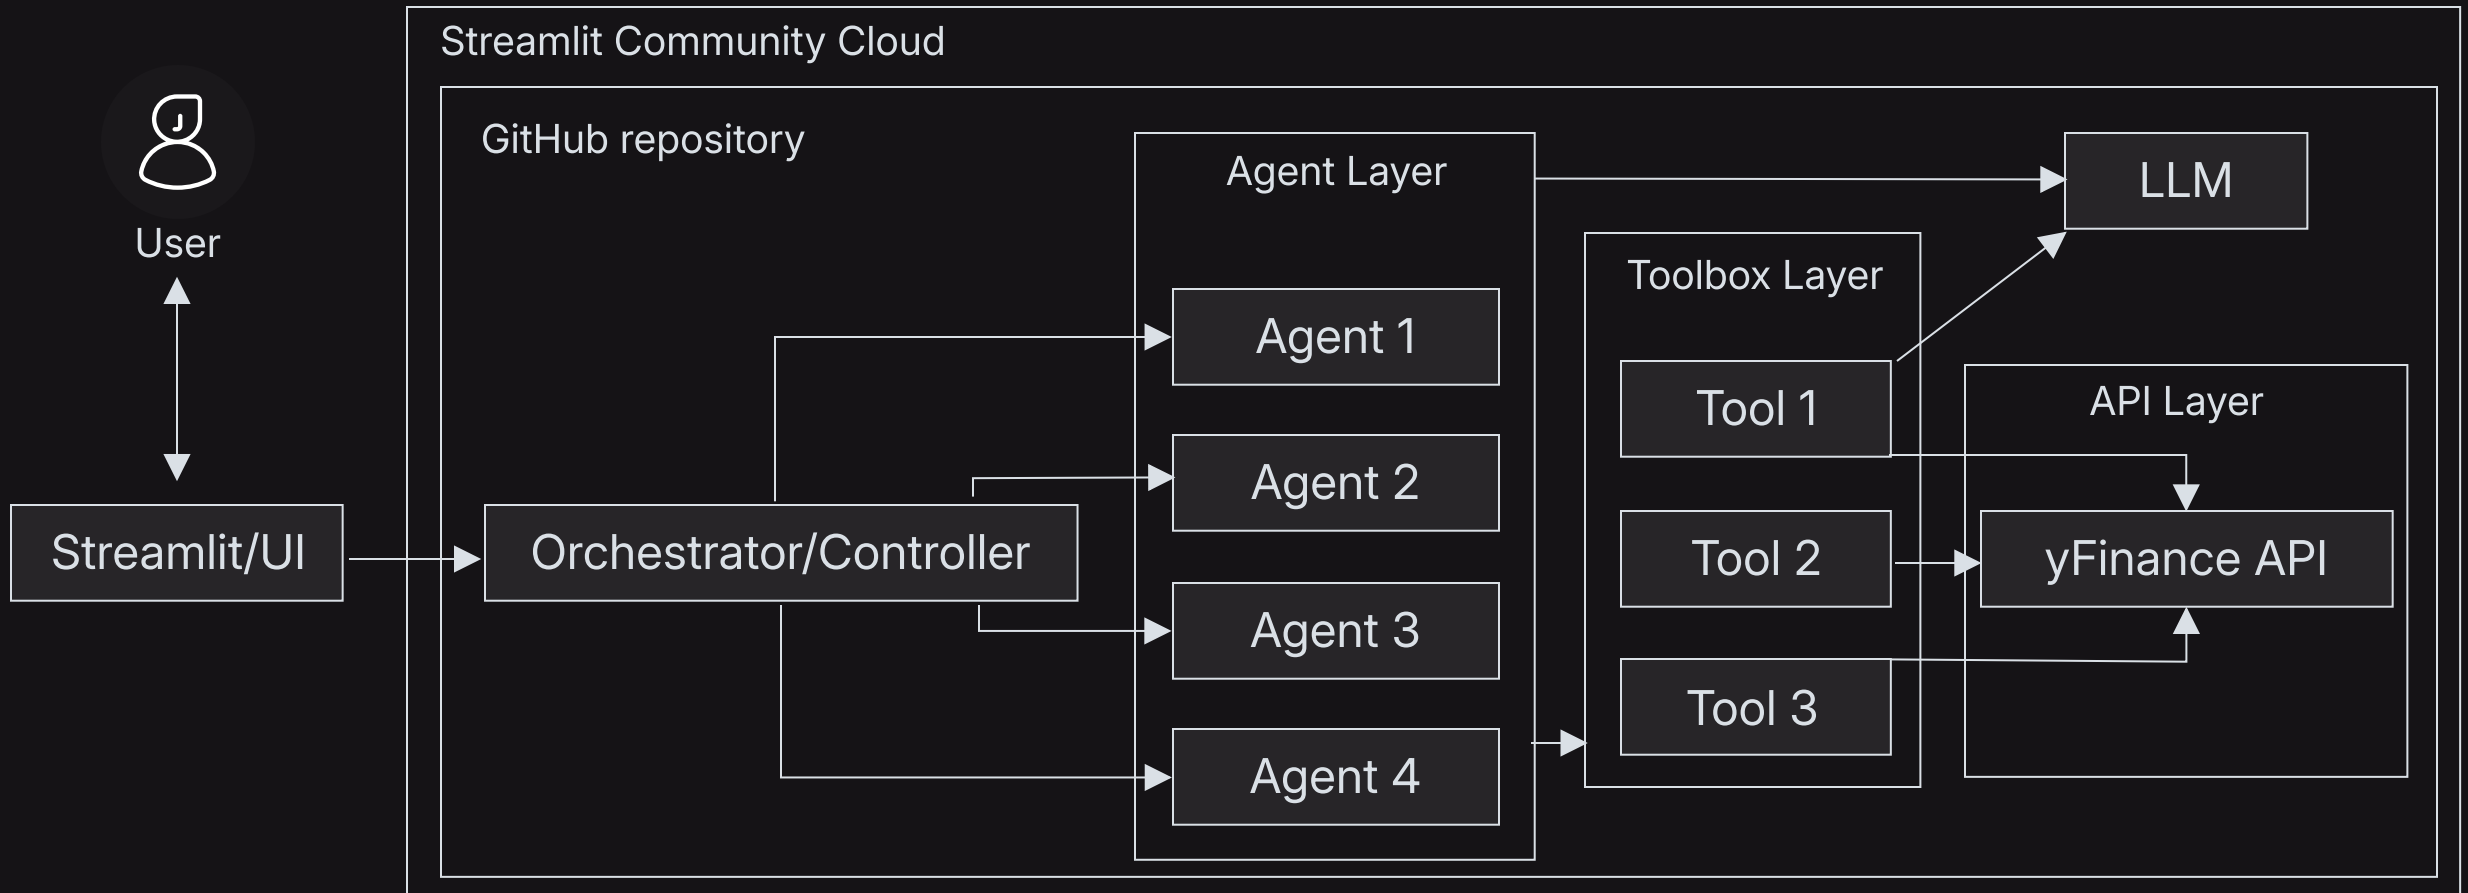 Streamlit Community Cloud
GitHub repository
User
Streamlit/UI
Orchestrator/Controller
Agent Layer
Agent 1
Agent 2
Agent 3
Agent 4
Toolbox Layer
Tool 1
Tool 2
Tool 3
LLM
API Layer
yFinance API